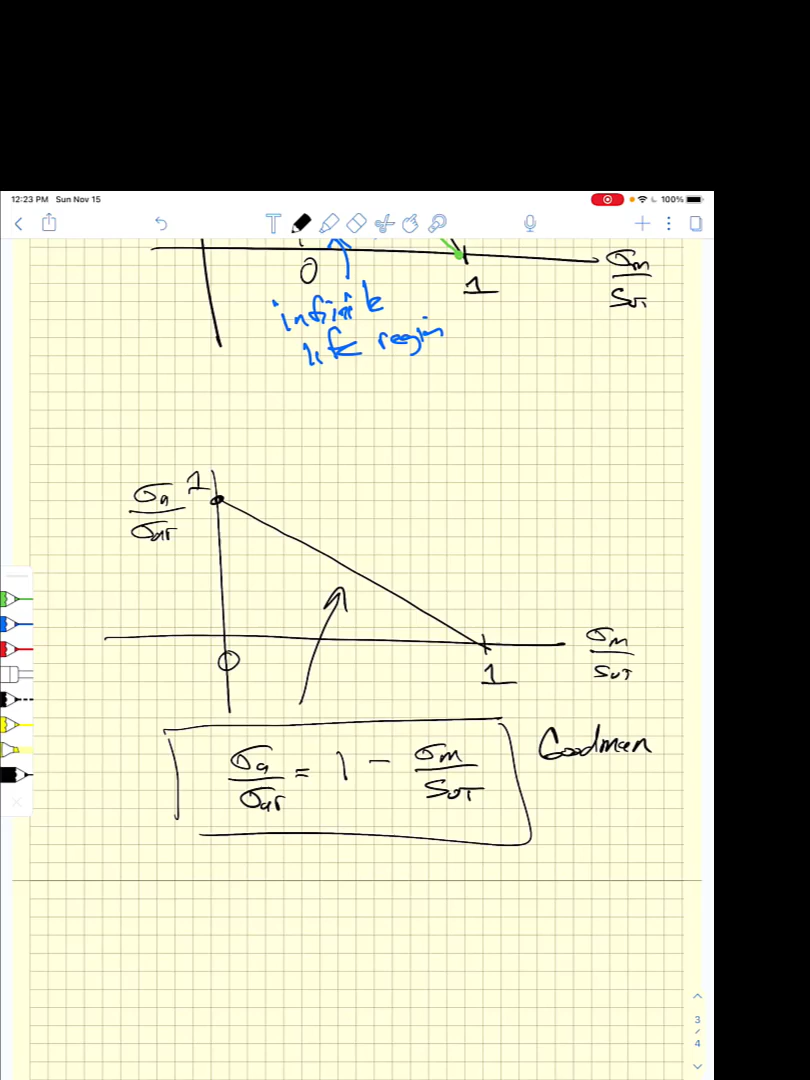 12:23 PM Sun Nov 15
100%
T
0
1
σm
SUT
infinite
life region
σa
σar
1
0
1
σm
SUT
σa/σar = 1 - σm/SUT
Goodman
3
/
4